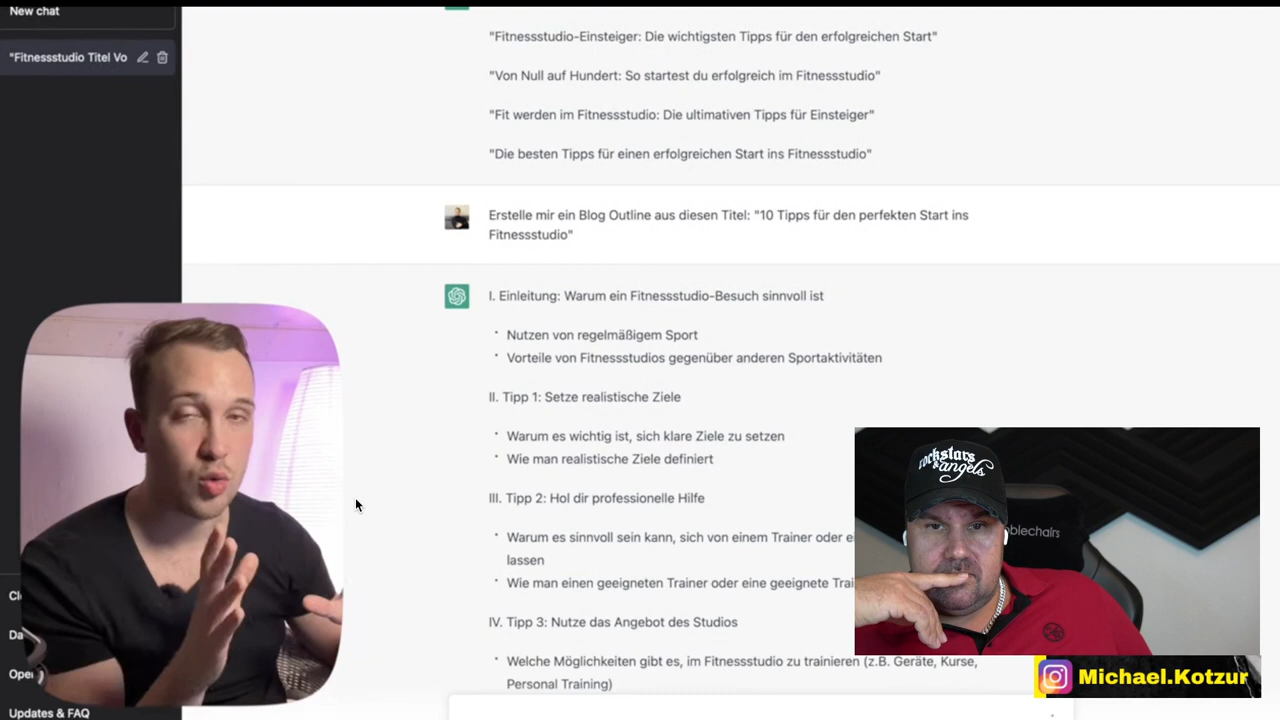 New chat
"Fitnessstudio Titel Vo
"Fitnessstudio-Einsteiger: Die wichtigsten Tipps für den erfolgreichen Start"
"Von Null auf Hundert: So startest du erfolgreich im Fitnessstudio"
"Fit werden im Fitnessstudio: Die ultimativen Tipps für Einsteiger"
"Die besten Tipps für einen erfolgreichen Start ins Fitnessstudio"
Erstelle mir ein Blog Outline aus diesen Titel: "10 Tipps für den perfekten Start ins
Fitnessstudio"
I. Einleitung: Warum ein Fitnessstudio-Besuch sinnvoll ist
• Nutzen von regelmäßigem Sport
• Vorteile von Fitnessstudios gegenüber anderen Sportaktivitäten
II. Tipp 1: Setze realistische Ziele
• Warum es wichtig ist, sich klare Ziele zu setzen
• Wie man realistische Ziele definiert
III. Tipp 2: Hol dir professionelle Hilfe
• Warum es sinnvoll sein kann, sich von einem Trainer oder e
lassen
• Wie man einen geeigneten Trainer oder eine geeignete Trai
IV. Tipp 3: Nutze das Angebot des Studios
• Welche Möglichkeiten gibt es, im Fitnessstudio zu trainieren (z.B. Geräte, Kurse,
Personal Training)
Da
Updates & FAQ
rockstars
& angels
blechairs
Michael.Kotzur